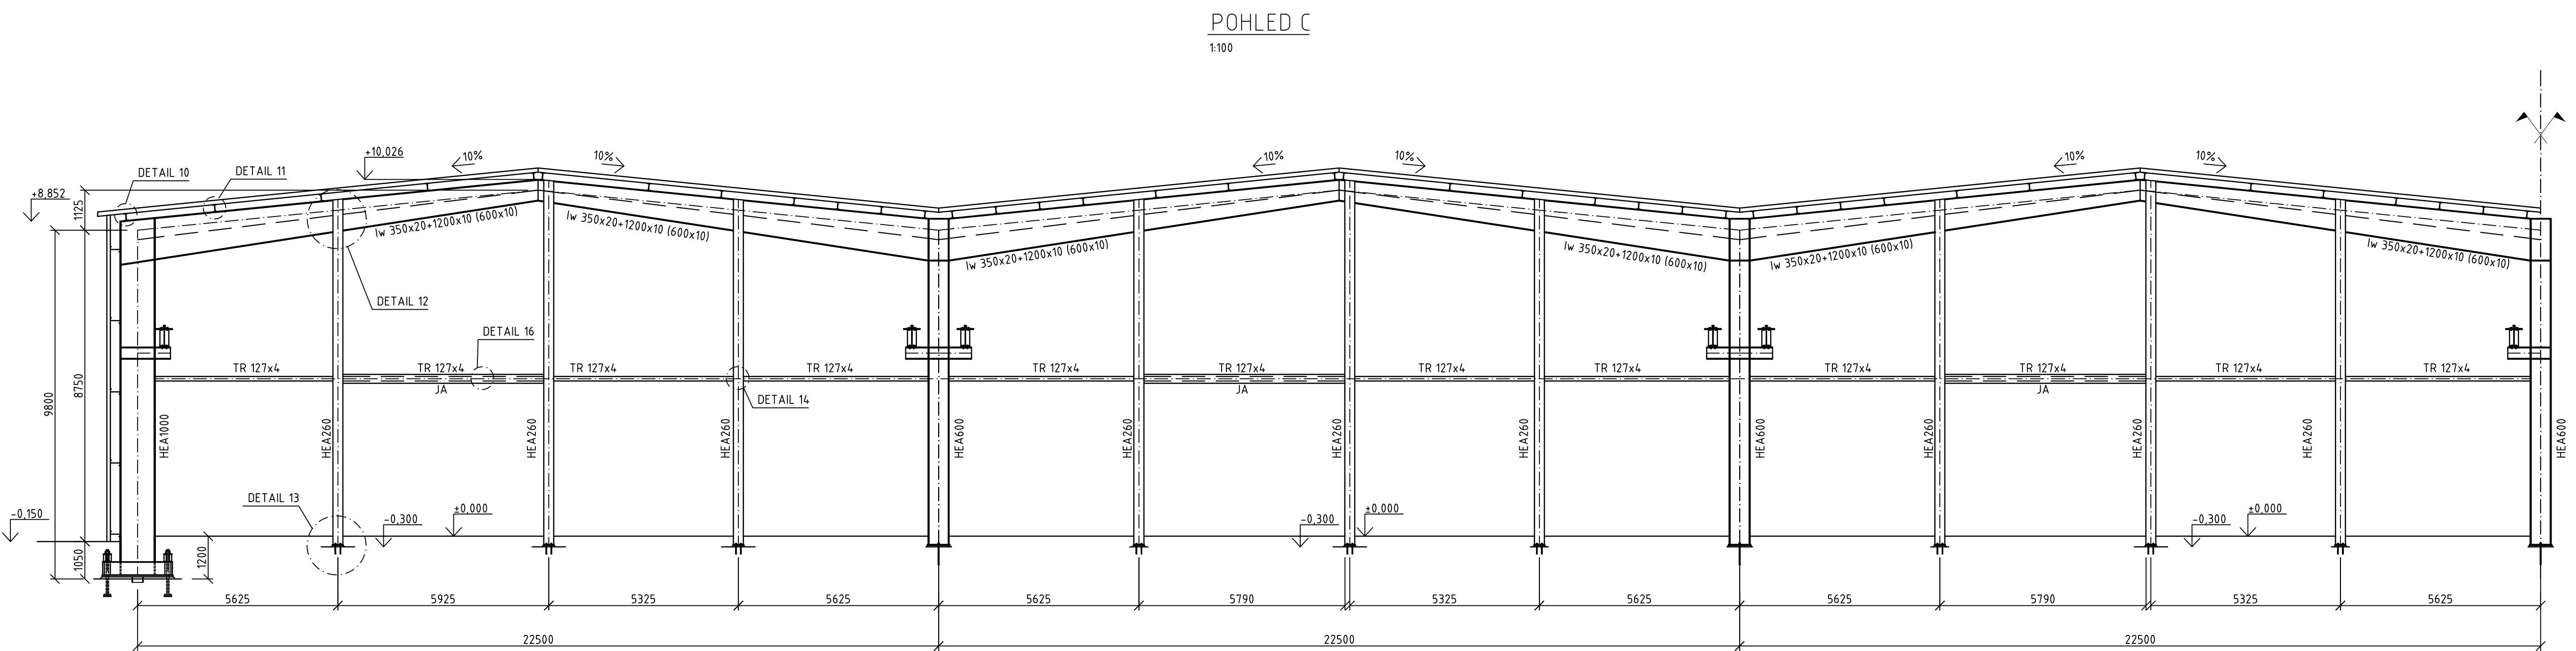 POHLED C
1:100
DETAIL 10
DETAIL 11
+10,026
10%
10%
10%
10%
10%
10%
+8,852
1125
Iw 350x20+1200x10 (600x10)
Iw 350x20+1200x10 (600x10)
Iw 350x20+1200x10 (600x10)
Iw 350x20+1200x10 (600x10)
Iw 350x20+1200x10 (600x10)
Iw 350x20+1200x10 (600x10)
DETAIL 12
DETAIL 16
TR 127x4
TR 127x4
TR 127x4
TR 127x4
TR 127x4
TR 127x4
TR 127x4
TR 127x4
TR 127x4
TR 127x4
TR 127x4
TR 127x4
JA
JA
JA
DETAIL 14
9800
8750
HEA1000
HEA260
HEA260
HEA260
HEA600
HEA260
HEA260
HEA260
HEA600
HEA260
HEA260
HEA260
HEA600
DETAIL 13
-0,150
-0,300
±0,000
-0,300
±0,000
-0,300
±0,000
1050
1200
5625
5925
5325
5625
5625
5790
5325
5625
5625
5790
5325
5625
22500
22500
22500